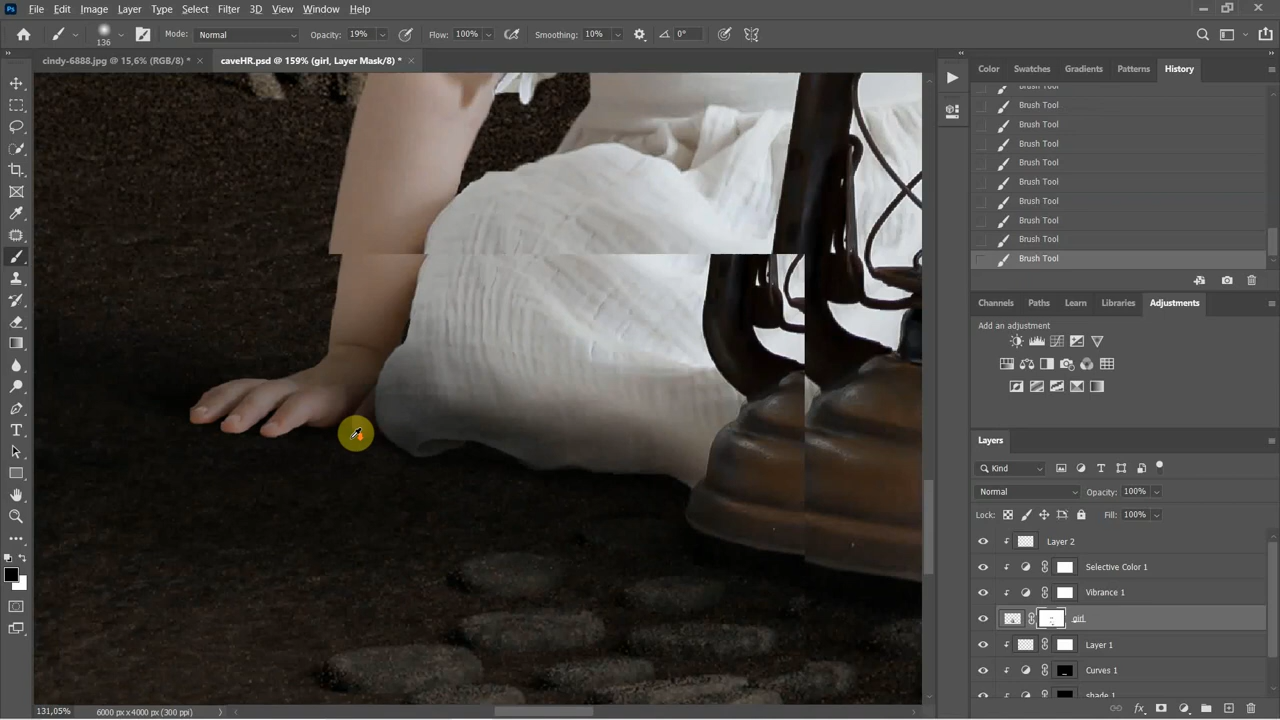 Ps File Edit Image Layer Type Select Filter 3D View Window Help
136 Mode: Normal Opacity: 19% Flow: 100% Smoothing: 10% 0°
cindy-6888.jpg @ 15,6% (RGB/8) * × caveHR.psd @ 159% (girl, Layer Mask/8) * ×
Color Swatches Gradients Patterns History
Brush Tool
Brush Tool
Brush Tool
Brush Tool
Brush Tool
Brush Tool
Brush Tool
Brush Tool
Brush Tool
Brush Tool
Channels Paths Learn Libraries Adjustments
Add an adjustment
Layers
Kind
Normal Opacity: 100%
Lock: Fill: 100%
Layer 2
Selective Color 1
Vibrance 1
girl
Layer 1
Curves 1
shade 1
131,05% 6000 px x 4000 px (300 ppi)